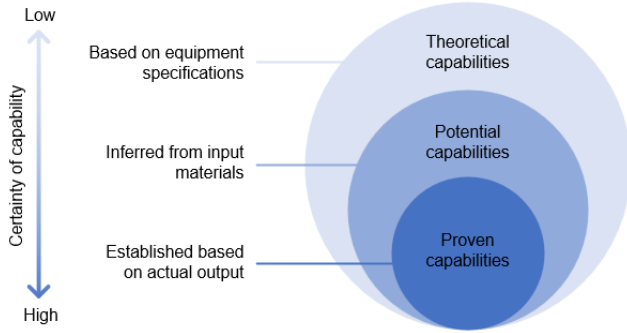 Low
Certainty of capability
High
Based on equipment
specifications
Theoretical
capabilities
Inferred from input
materials
Potential
capabilities
Established based
on actual output
Proven
capabilities